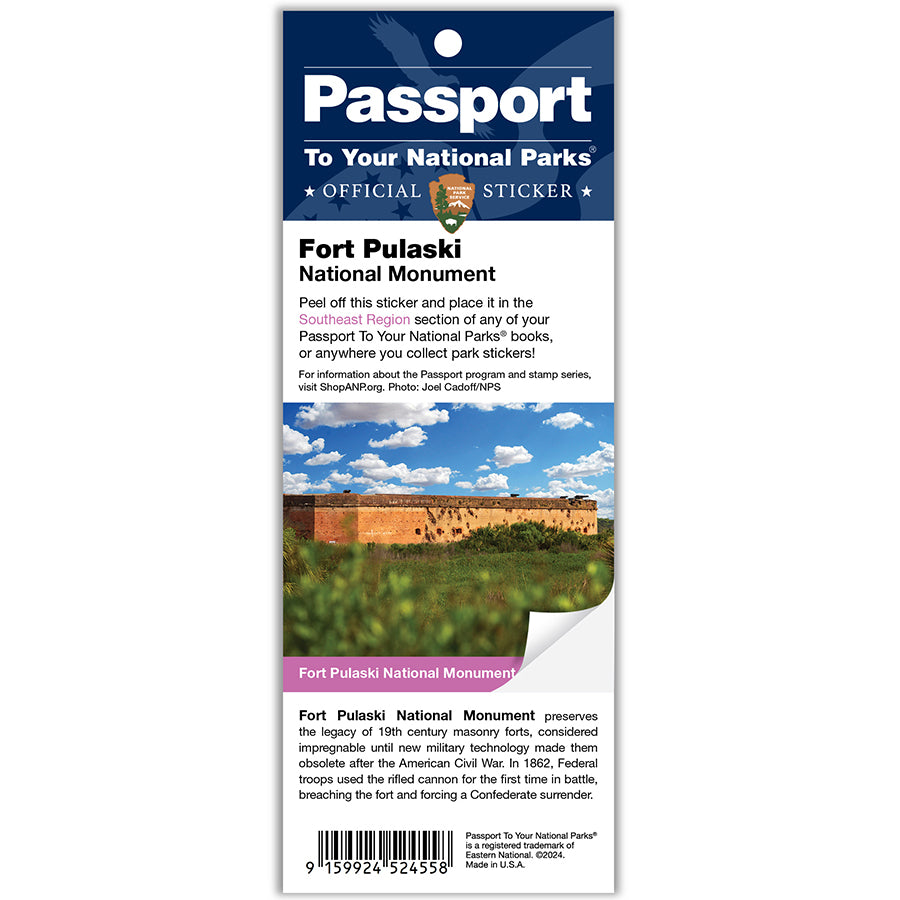 Passport
To Your National Parks®
★ OFFICIAL STICKER ★
NATIONAL
PARK
SERVICE
Fort Pulaski
National Monument
Peel off this sticker and place it in the
Southeast Region section of any of your
Passport To Your National Parks® books,
or anywhere you collect park stickers!
For information about the Passport program and stamp series,
visit ShopANP.org. Photo: Joel Cadoff/NPS
Fort Pulaski National Monument
Fort Pulaski National Monument preserves
the legacy of 19th century masonry forts, considered
impregnable until new military technology made them
obsolete after the American Civil War. In 1862, Federal
troops used the rifled cannon for the first time in battle,
breaching the fort and forcing a Confederate surrender.
9 159924 524558
Passport To Your National Parks®
is a registered trademark of
Eastern National. ©2024.
Made in U.S.A.